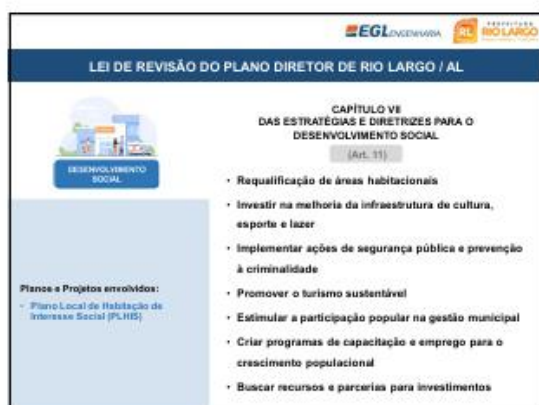 EGL ENGENHARIA
PREFEITURA
RL RIO LARGO
LEI DE REVISÃO DO PLANO DIRETOR DE RIO LARGO / AL
DESENVOLVIMENTO
SOCIAL
CAPÍTULO VII
DAS ESTRATÉGIAS E DIRETRIZES PARA O
DESENVOLVIMENTO SOCIAL
(Art. 11)
• Requalificação de áreas habitacionais
• Investir na melhoria da infraestrutura de cultura,
esporte e lazer
• Implementar ações de segurança pública e prevenção
à criminalidade
• Promover o turismo sustentável
• Estimular a participação popular na gestão municipal
• Criar programas de capacitação e emprego para o
crescimento populacional
• Buscar recursos e parcerias para investimentos
Planos e Projetos envolvidos:
• Plano Local de Habitação de
Interesse Social (PLHIS)